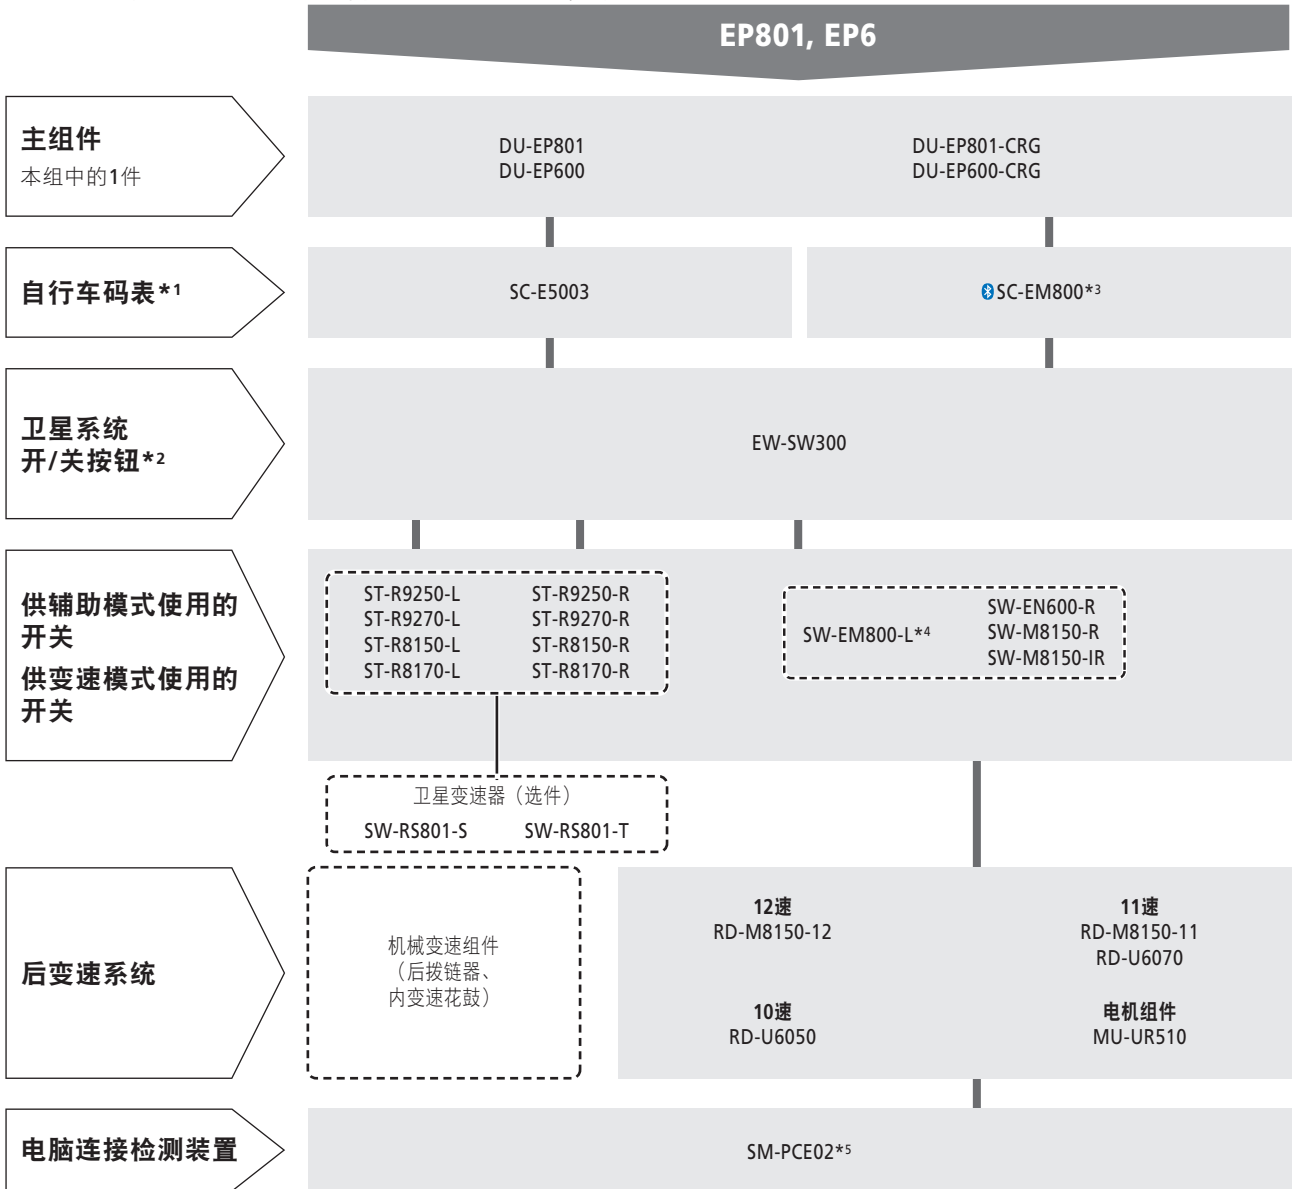 EP801, EP6
主组件
本组中的1件
DU-EP801
DU-EP600
DU-EP801-CRG
DU-EP600-CRG
自行车码表*1
SC-E5003
SC-EM800*3
卫星系统
开/关按钮*2
EW-SW300
供辅助模式使用的
开关
供变速模式使用的
开关
ST-R9250-L
ST-R9270-L
ST-R8150-L
ST-R8170-L
ST-R9250-R
ST-R9270-R
ST-R8150-R
ST-R8170-R
SW-EM800-L*4
SW-EN600-R
SW-M8150-R
SW-M8150-IR
卫星变速器（选件）
SW-RS801-S
SW-RS801-T
后变速系统
机械变速组件
（后拨链器、
内变速花鼓）
12速
RD-M8150-12
11速
RD-M8150-11
RD-U6070
10速
RD-U6050
电机组件
MU-UR510
电脑连接检测装置
SM-PCE02*5